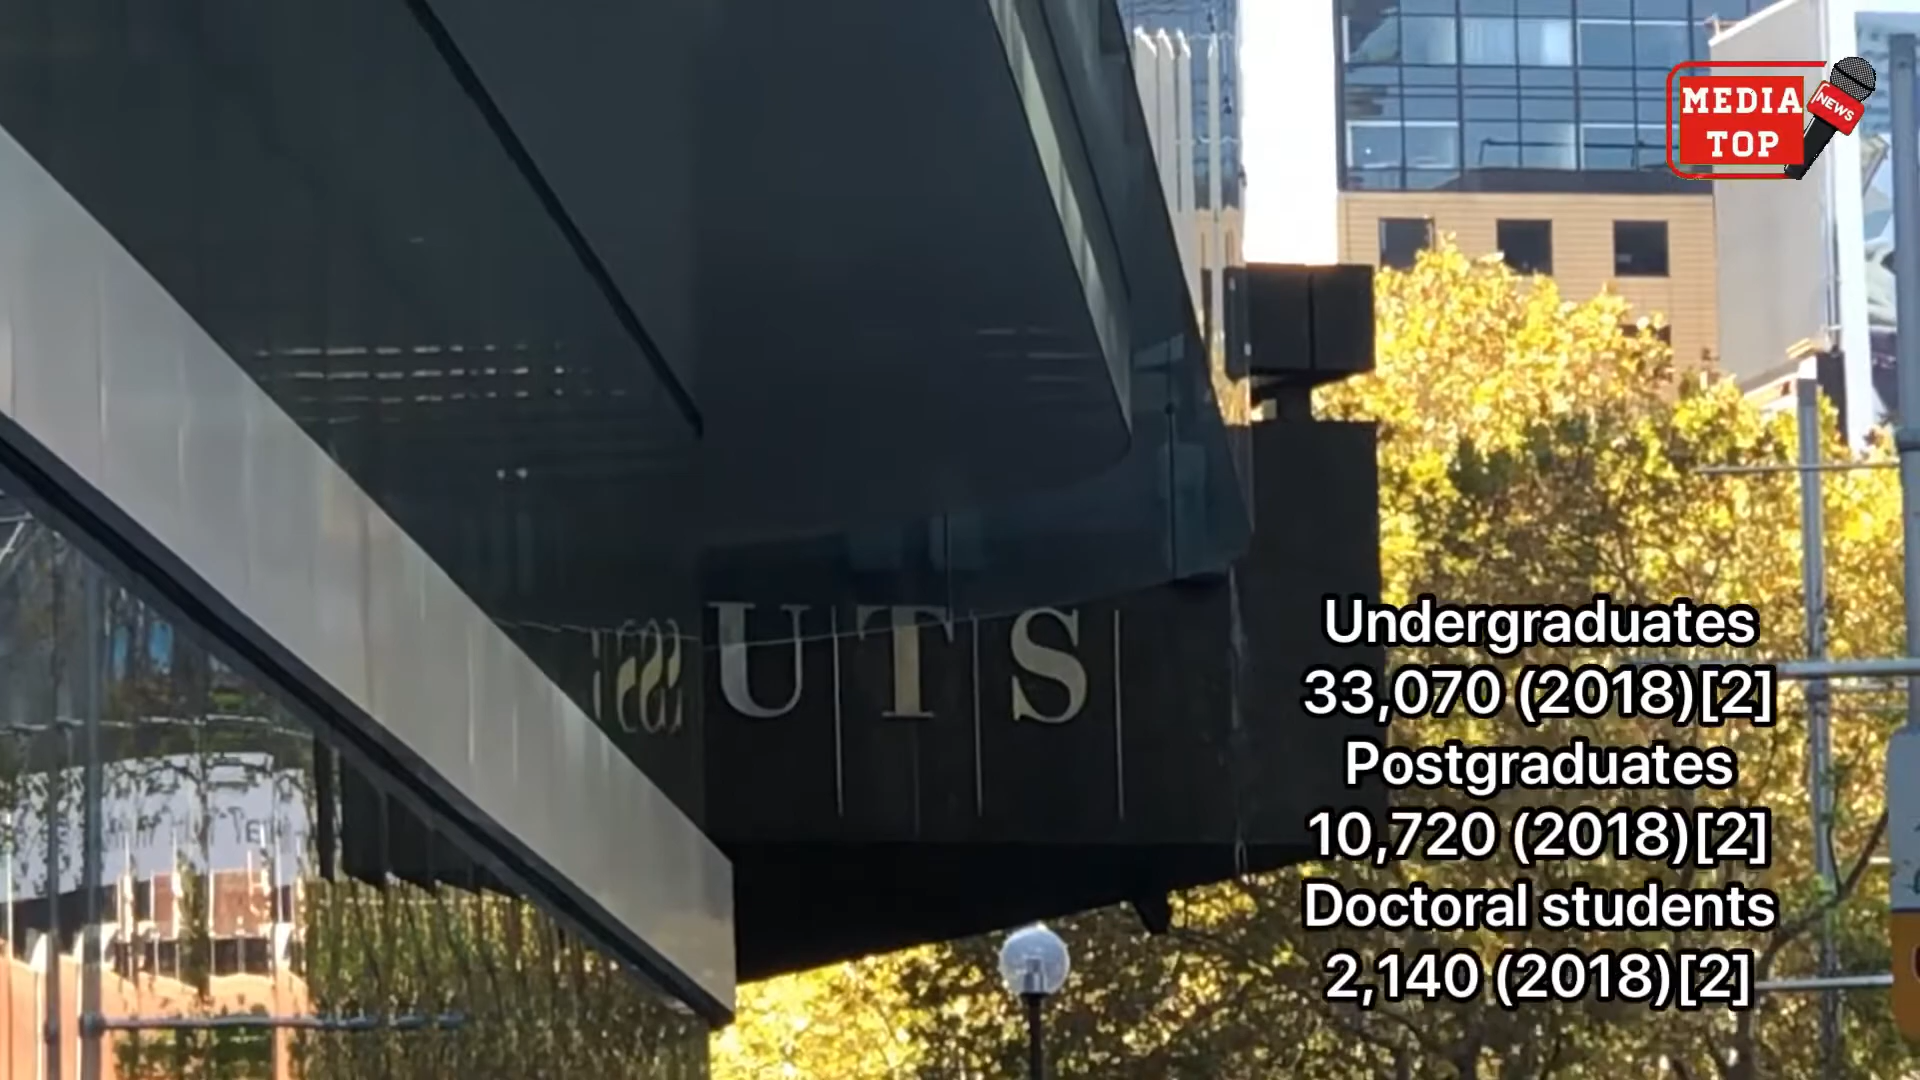 MEDIA
TOP
NEWS
UTS
Undergraduates
33,070 (2018)[2]
Postgraduates
10,720 (2018)[2]
Doctoral students
2,140 (2018)[2]